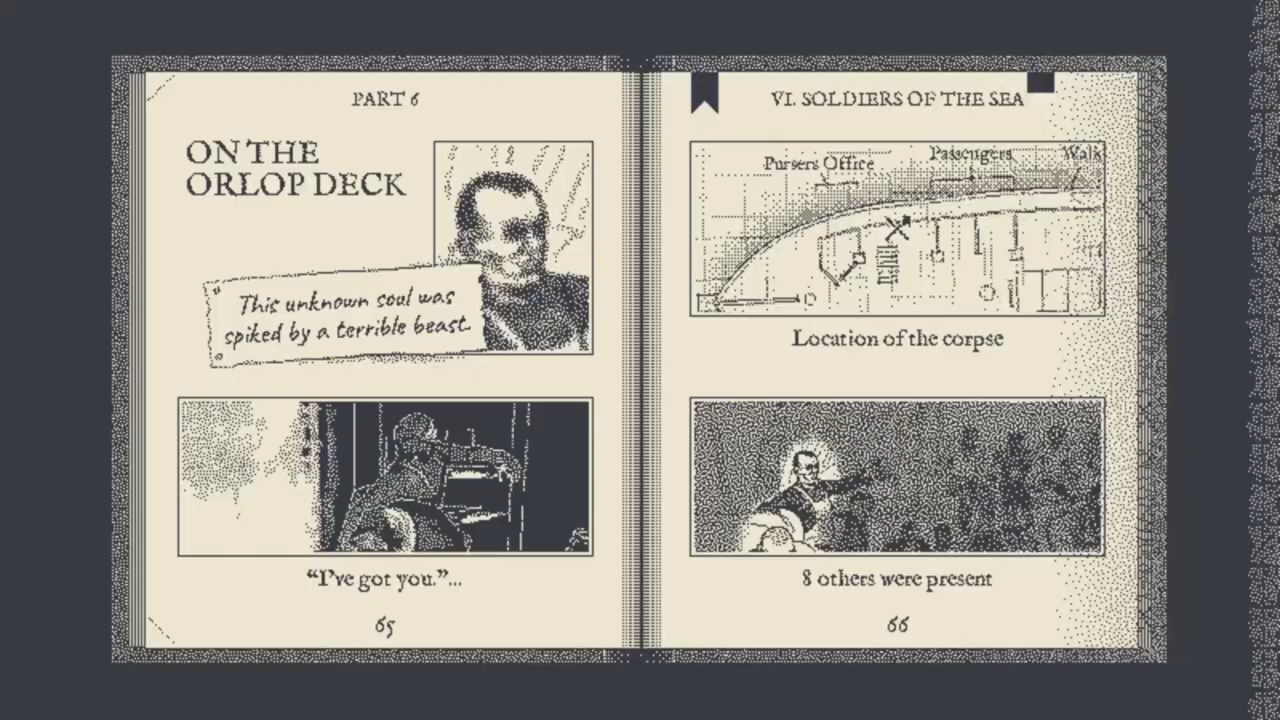 PART 6
ON THE
ORLOP DECK
This unknown soul was
spiked by a terrible beast.
“I’ve got you.”...
65
VI. SOLDIERS OF THE SEA
Pursers Office
Passengers
Walk
Location of the corpse
8 others were present
66